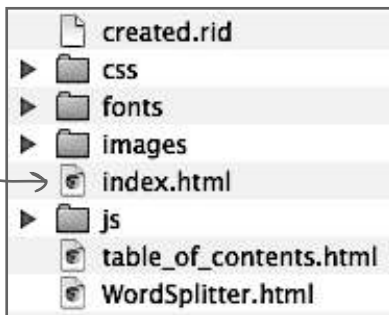 created.rid
css
fonts
images
index.html
js
table_of_contents.html
WordSplitter.html